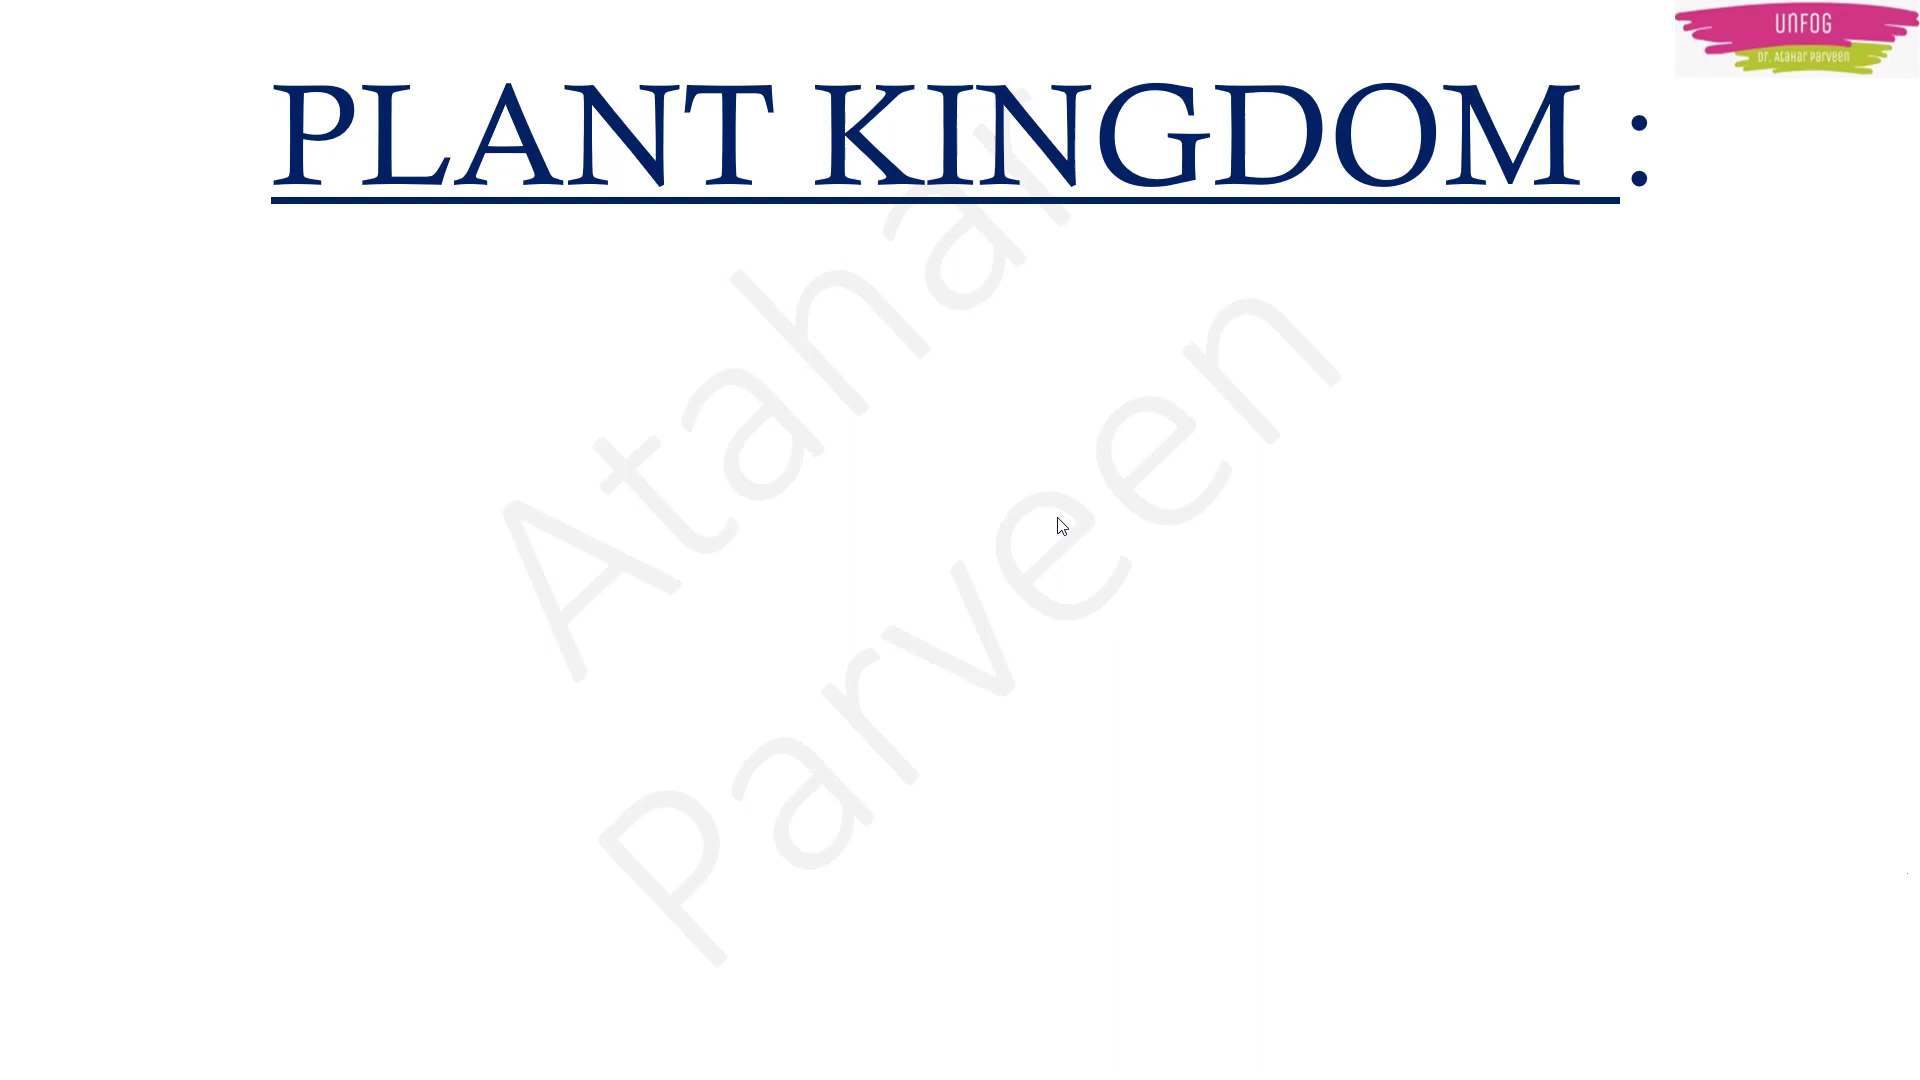 UNFOG
Dr. Atahar Parveen
PLANT KINGDOM :
Atahar
Parveen